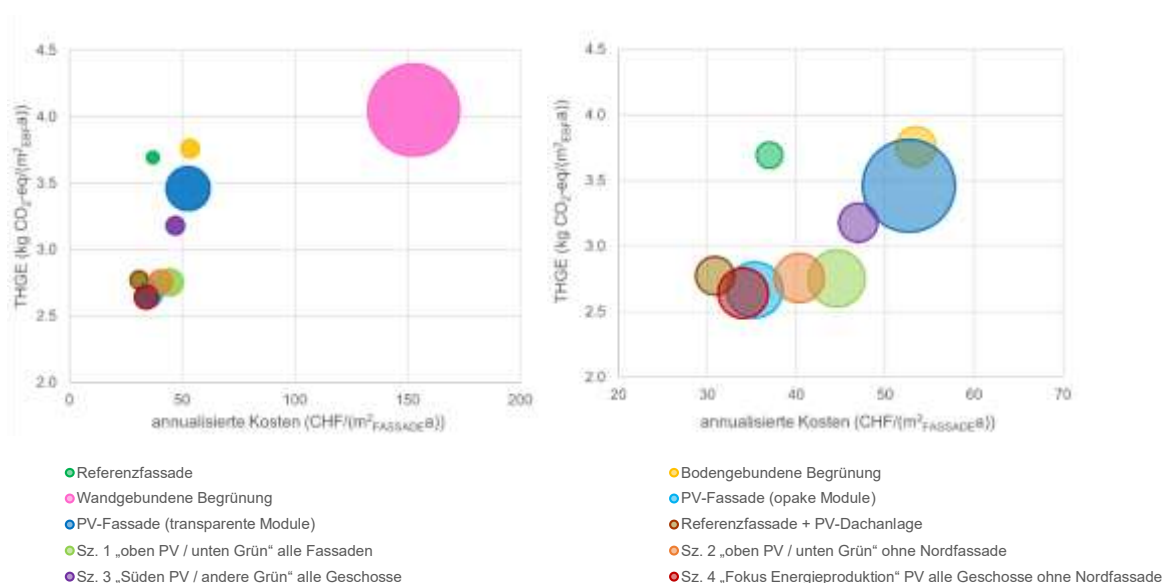 4.5
4.0
3.5
3.0
2.5
2.0
THGE (kg CO2-eq/(m²EBFa))
0
50
100
150
200
annualisierte Kosten (CHF/(m²FASSADEa))
4.5
4.0
3.5
3.0
2.5
2.0
THGE (kg CO2-eq/(m²EBFa))
20
30
40
50
60
70
annualisierte Kosten (CHF/(m²FASSADEa))
Referenzfassade
Wandgebundene Begrünung
PV-Fassade (transparente Module)
Sz. 1 „oben PV / unten Grün“ alle Fassaden
Sz. 3 „Süden PV / andere Grün“ alle Geschosse
Bodengebundene Begrünung
PV-Fassade (opake Module)
Referenzfassade + PV-Dachanlage
Sz. 2 „oben PV / unten Grün“ ohne Nordfassade
Sz. 4 „Fokus Energieproduktion“ PV alle Geschosse ohne Nordfassade